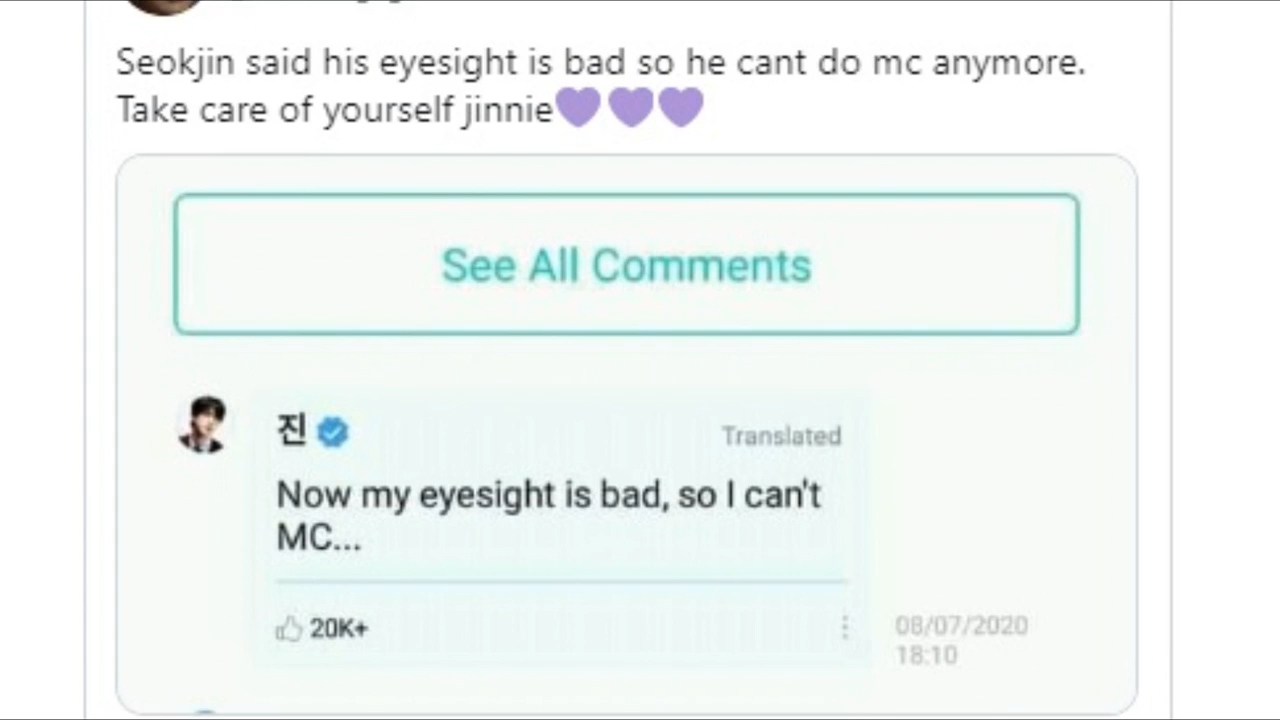 Seokjin said his eyesight is bad so he cant do mc anymore.
Take care of yourself jinnie💜💜💜
See All Comments
진
Translated
Now my eyesight is bad, so I can't
MC...
20K+
08/07/2020
18:10